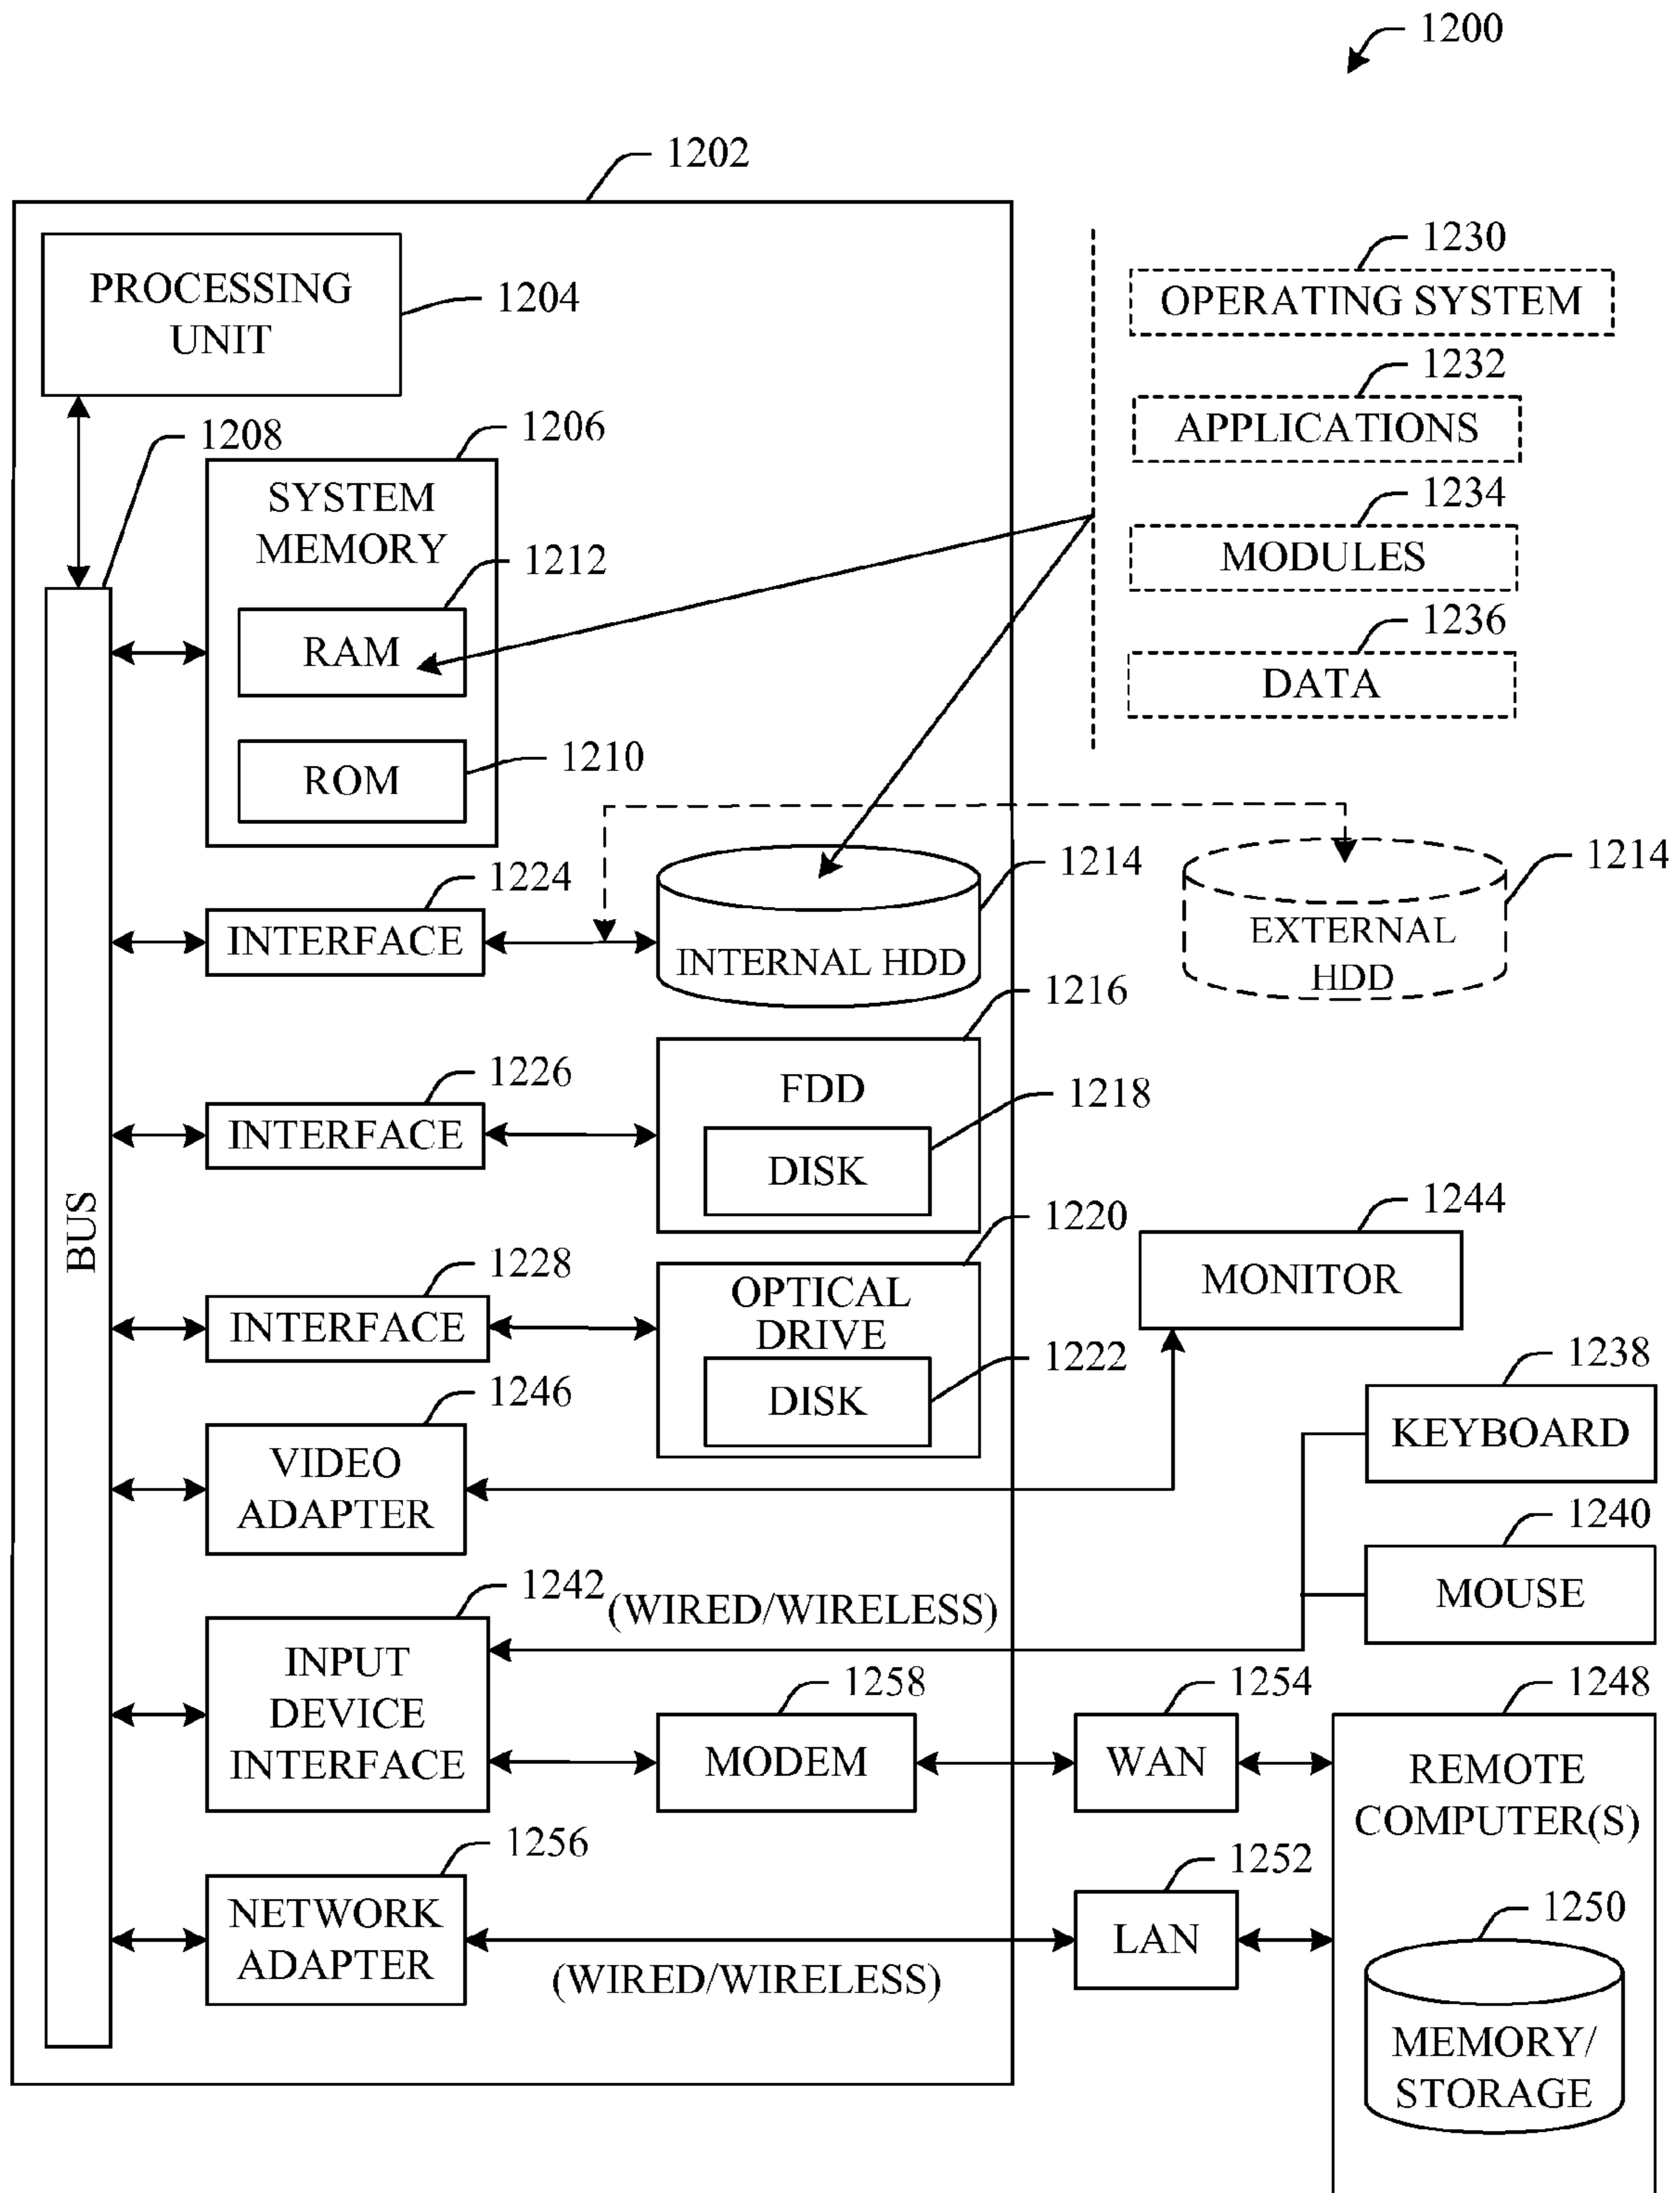 1200
1202
PROCESSING
UNIT
1204
1208
1206
SYSTEM
MEMORY
1212
RAM
ROM
1210
1230
OPERATING SYSTEM
1232
APPLICATIONS
1234
MODULES
1236
DATA
BUS
1224
INTERFACE
INTERNAL HDD
1214
EXTERNAL
HDD
1214
1226
INTERFACE
1216
FDD
1218
DISK
1228
INTERFACE
1220
OPTICAL
DRIVE
1222
DISK
1244
MONITOR
1246
VIDEO
ADAPTER
1238
KEYBOARD
1240
MOUSE
1242
(WIRED/WIRELESS)
INPUT
DEVICE
INTERFACE
1258
MODEM
1254
WAN
1248
REMOTE
COMPUTER(S)
1256
NETWORK
ADAPTER
(WIRED/WIRELESS)
1252
LAN
1250
MEMORY/
STORAGE